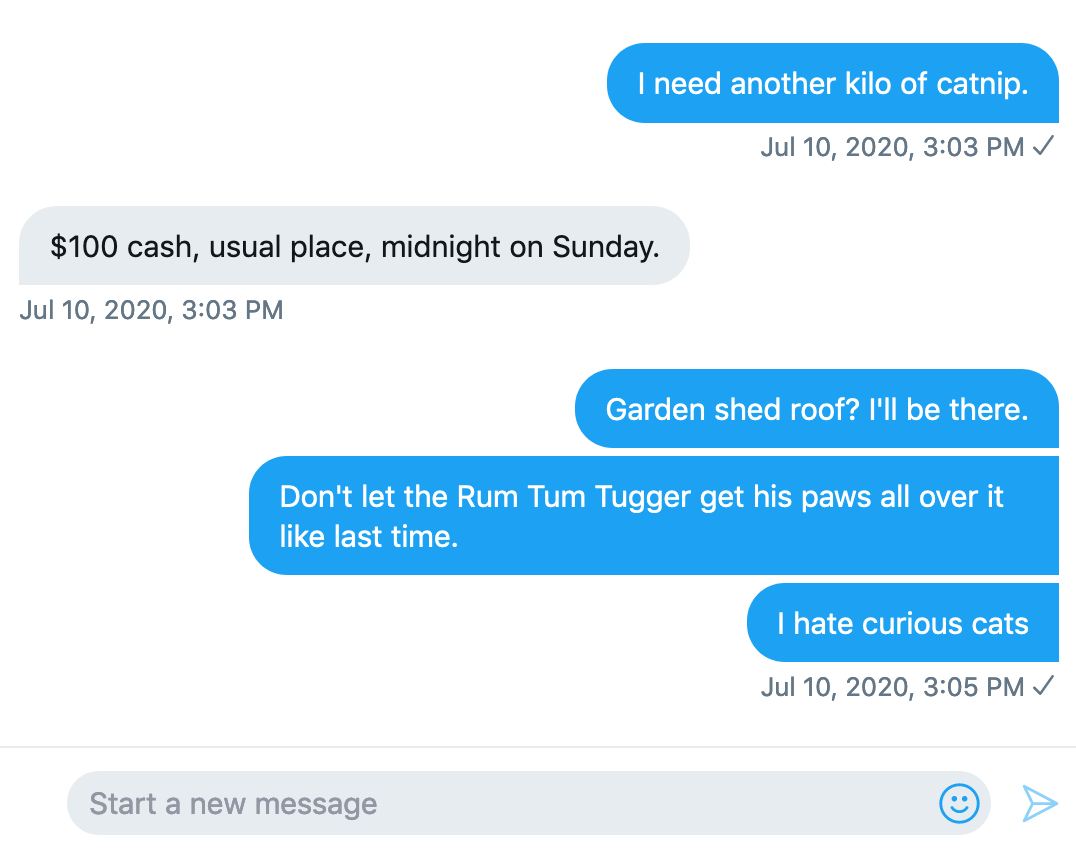 I need another kilo of catnip.
Jul 10, 2020, 3:03 PM ✓
$100 cash, usual place, midnight on Sunday.
Jul 10, 2020, 3:03 PM
Garden shed roof? I'll be there.
Don't let the Rum Tum Tugger get his paws all over it
like last time.
I hate curious cats
Jul 10, 2020, 3:05 PM ✓
Start a new message